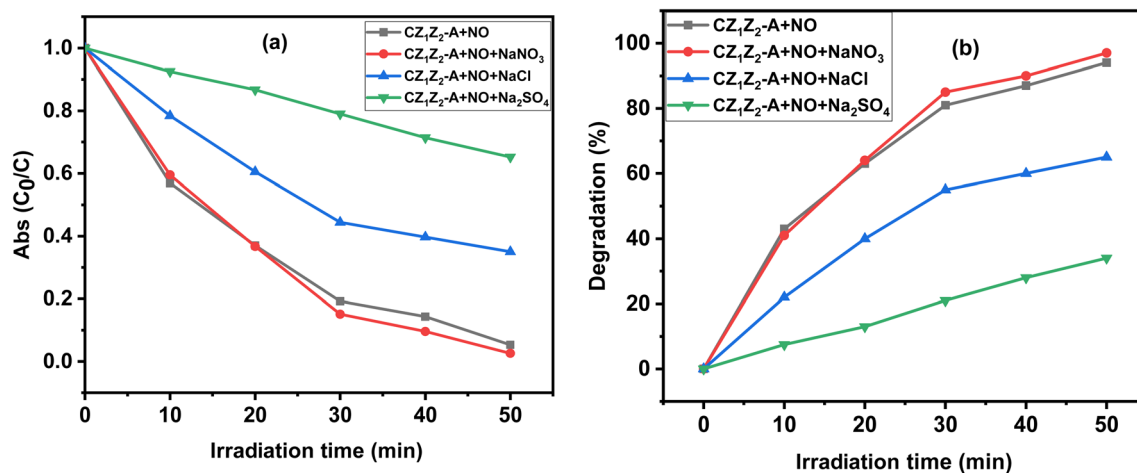 (a)
CZ₁Z₂-A+NO
CZ₁Z₂-A+NO+NaNO₃
CZ₁Z₂-A+NO+NaCl
CZ₁Z₂-A+NO+Na₂SO₄
Abs (C₀/C)
1.0
0.8
0.6
0.4
0.2
0.0
0 10 20 30 40 50
Irradiation time (min)
(b)
CZ₁Z₂-A+NO
CZ₁Z₂-A+NO+NaNO₃
CZ₁Z₂-A+NO+NaCl
CZ₁Z₂-A+NO+Na₂SO₄
Degradation (%)
100
80
60
40
20
0
0 10 20 30 40 50
Irradiation time (min)